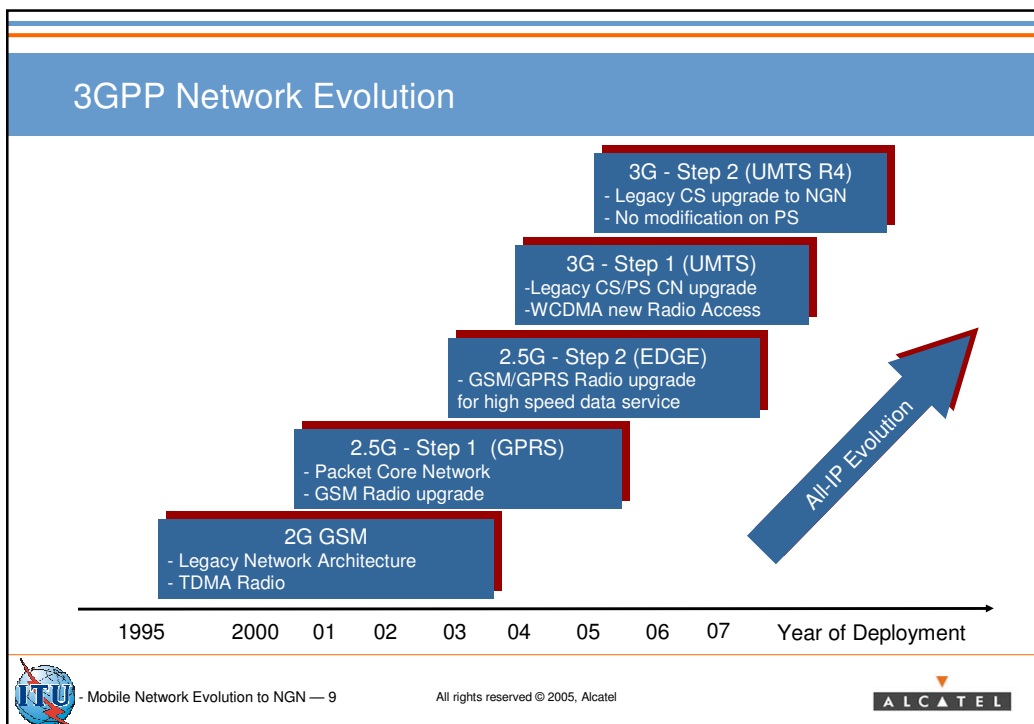 3GPP Network Evolution
3G - Step 2 (UMTS R4)
- Legacy CS upgrade to NGN
- No modification on PS
3G - Step 1 (UMTS)
-Legacy CS/PS CN upgrade
-WCDMA new Radio Access
2.5G - Step 2 (EDGE)
- GSM/GPRS Radio upgrade
for high speed data service
2.5G - Step 1 (GPRS)
- Packet Core Network
- GSM Radio upgrade
2G GSM
- Legacy Network Architecture
- TDMA Radio
All-IP Evolution
1995 2000 01 02 03 04 05 06 07 Year of Deployment
ITU - Mobile Network Evolution to NGN — 9 All rights reserved © 2005, Alcatel ALCATEL